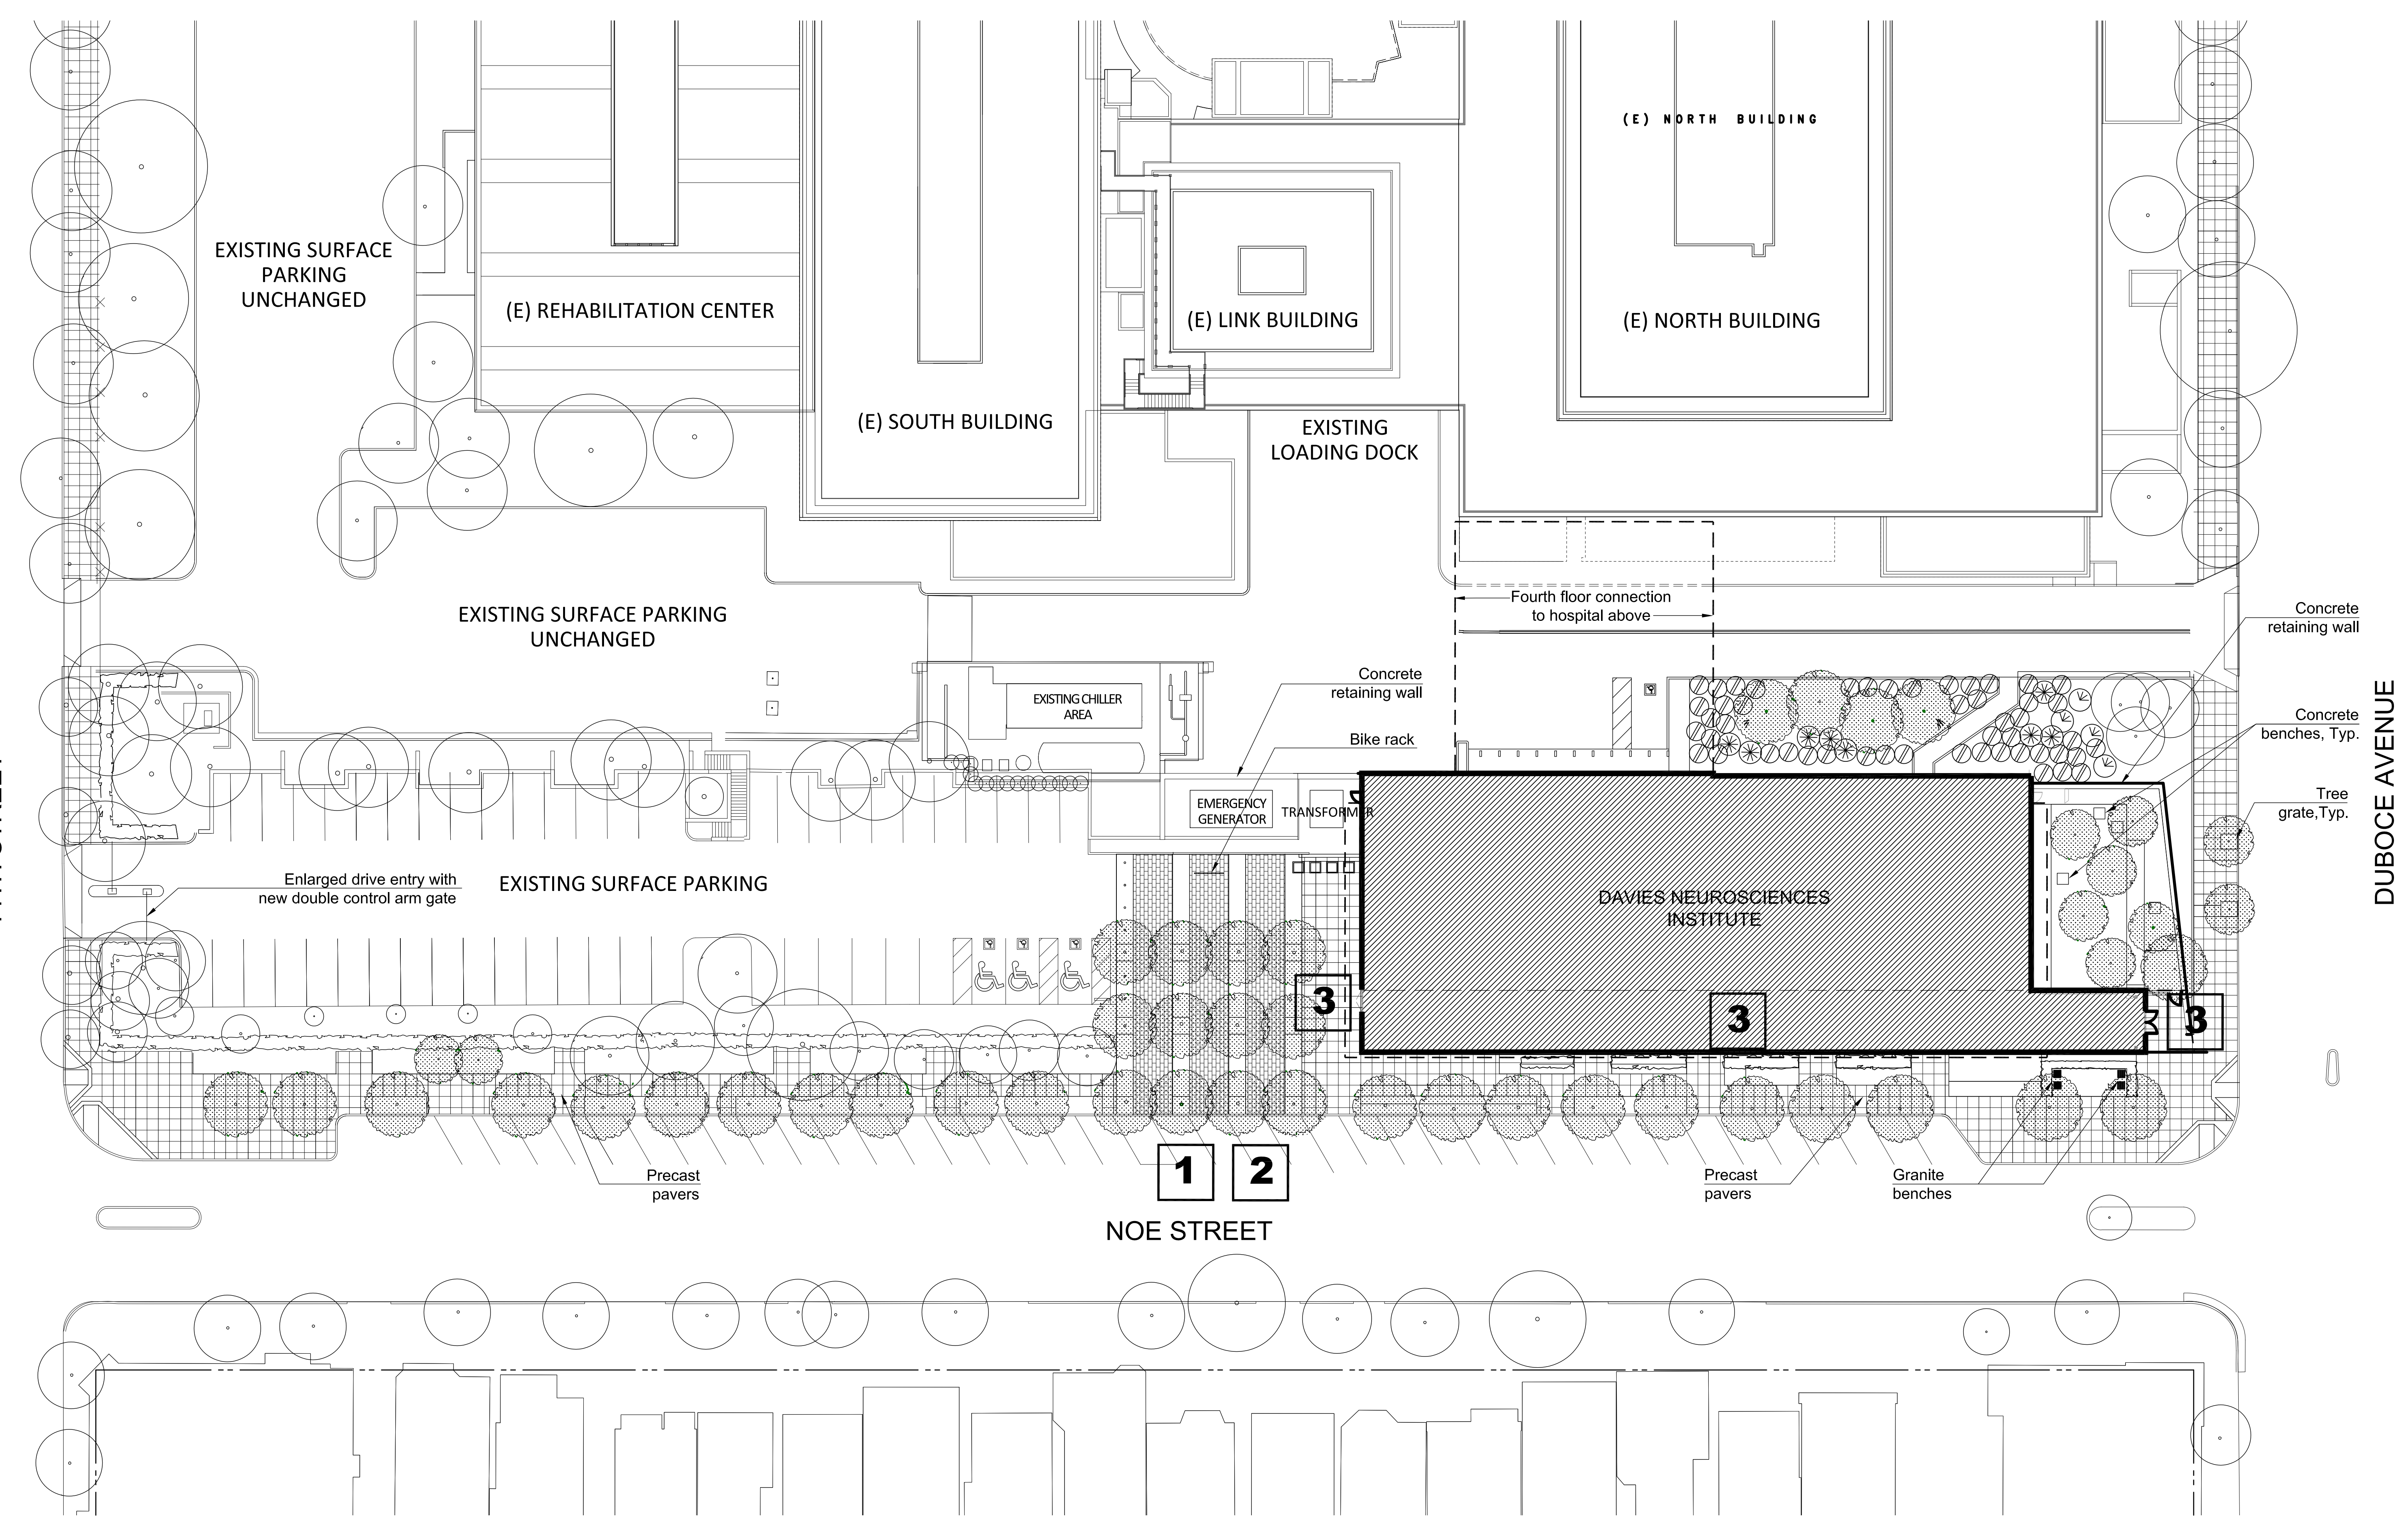 (E) NORTH BUILDING
EXISTING SURFACE
PARKING
UNCHANGED
(E) REHABILITATION CENTER
(E) LINK BUILDING
(E) NORTH BUILDING
(E) SOUTH BUILDING
EXISTING
LOADING DOCK
EXISTING SURFACE PARKING
UNCHANGED
Fourth floor connection
to hospital above
Concrete
retaining wall
Concrete
retaining wall
EXISTING CHILLER
AREA
Bike rack
Concrete
benches, Typ.
DUBOCE AVENUE
EMERGENCY
GENERATOR
TRANSFORMER
Tree
grate,Typ.
Enlarged drive entry with
new double control arm gate
EXISTING SURFACE PARKING
DAVIES NEUROSCIENCES
INSTITUTE
3
3
3
Precast
pavers
1
2
Precast
pavers
Granite
benches
NOE STREET